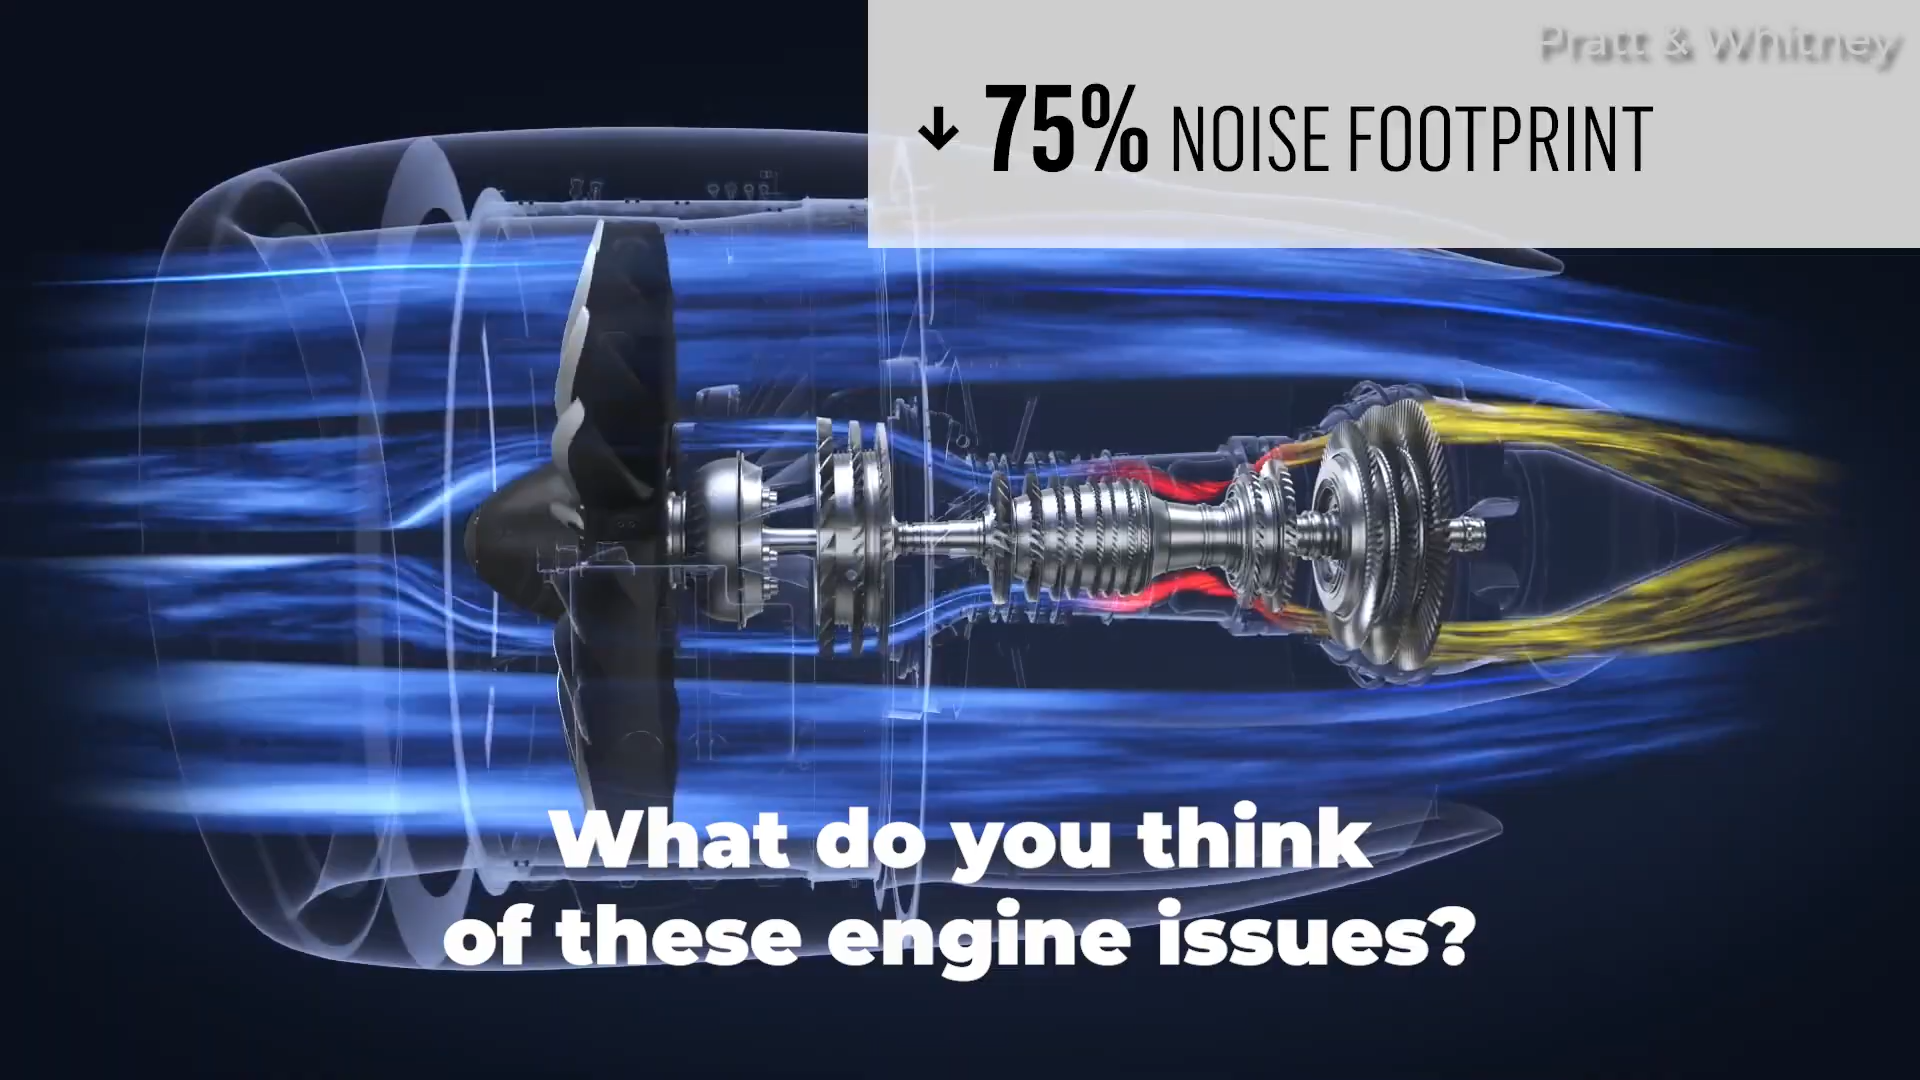 Pratt & Whitney
↓ 75% NOISE FOOTPRINT
What do you think
of these engine issues?